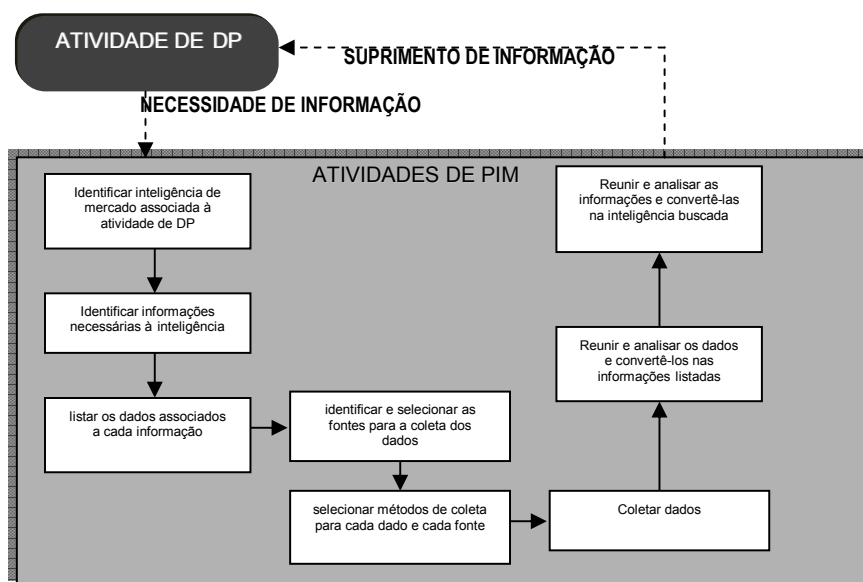 ATIVIDADE DE DP
SUPRIMENTO DE INFORMAÇÃO
NECESSIDADE DE INFORMAÇÃO
ATIVIDADES DE PIM
Identificar inteligência de
mercado associada à
atividade de DP
Identificar informações
necessárias à inteligência
listar os dados associados
a cada informação
identificar e selecionar as
fontes para a coleta dos
dados
selecionar métodos de coleta
para cada dado e cada fonte
Coletar dados
Reunir e analisar os dados
e convertê-los nas
informações listadas
Reunir e analisar as
informações e convertê-las
na inteligência buscada